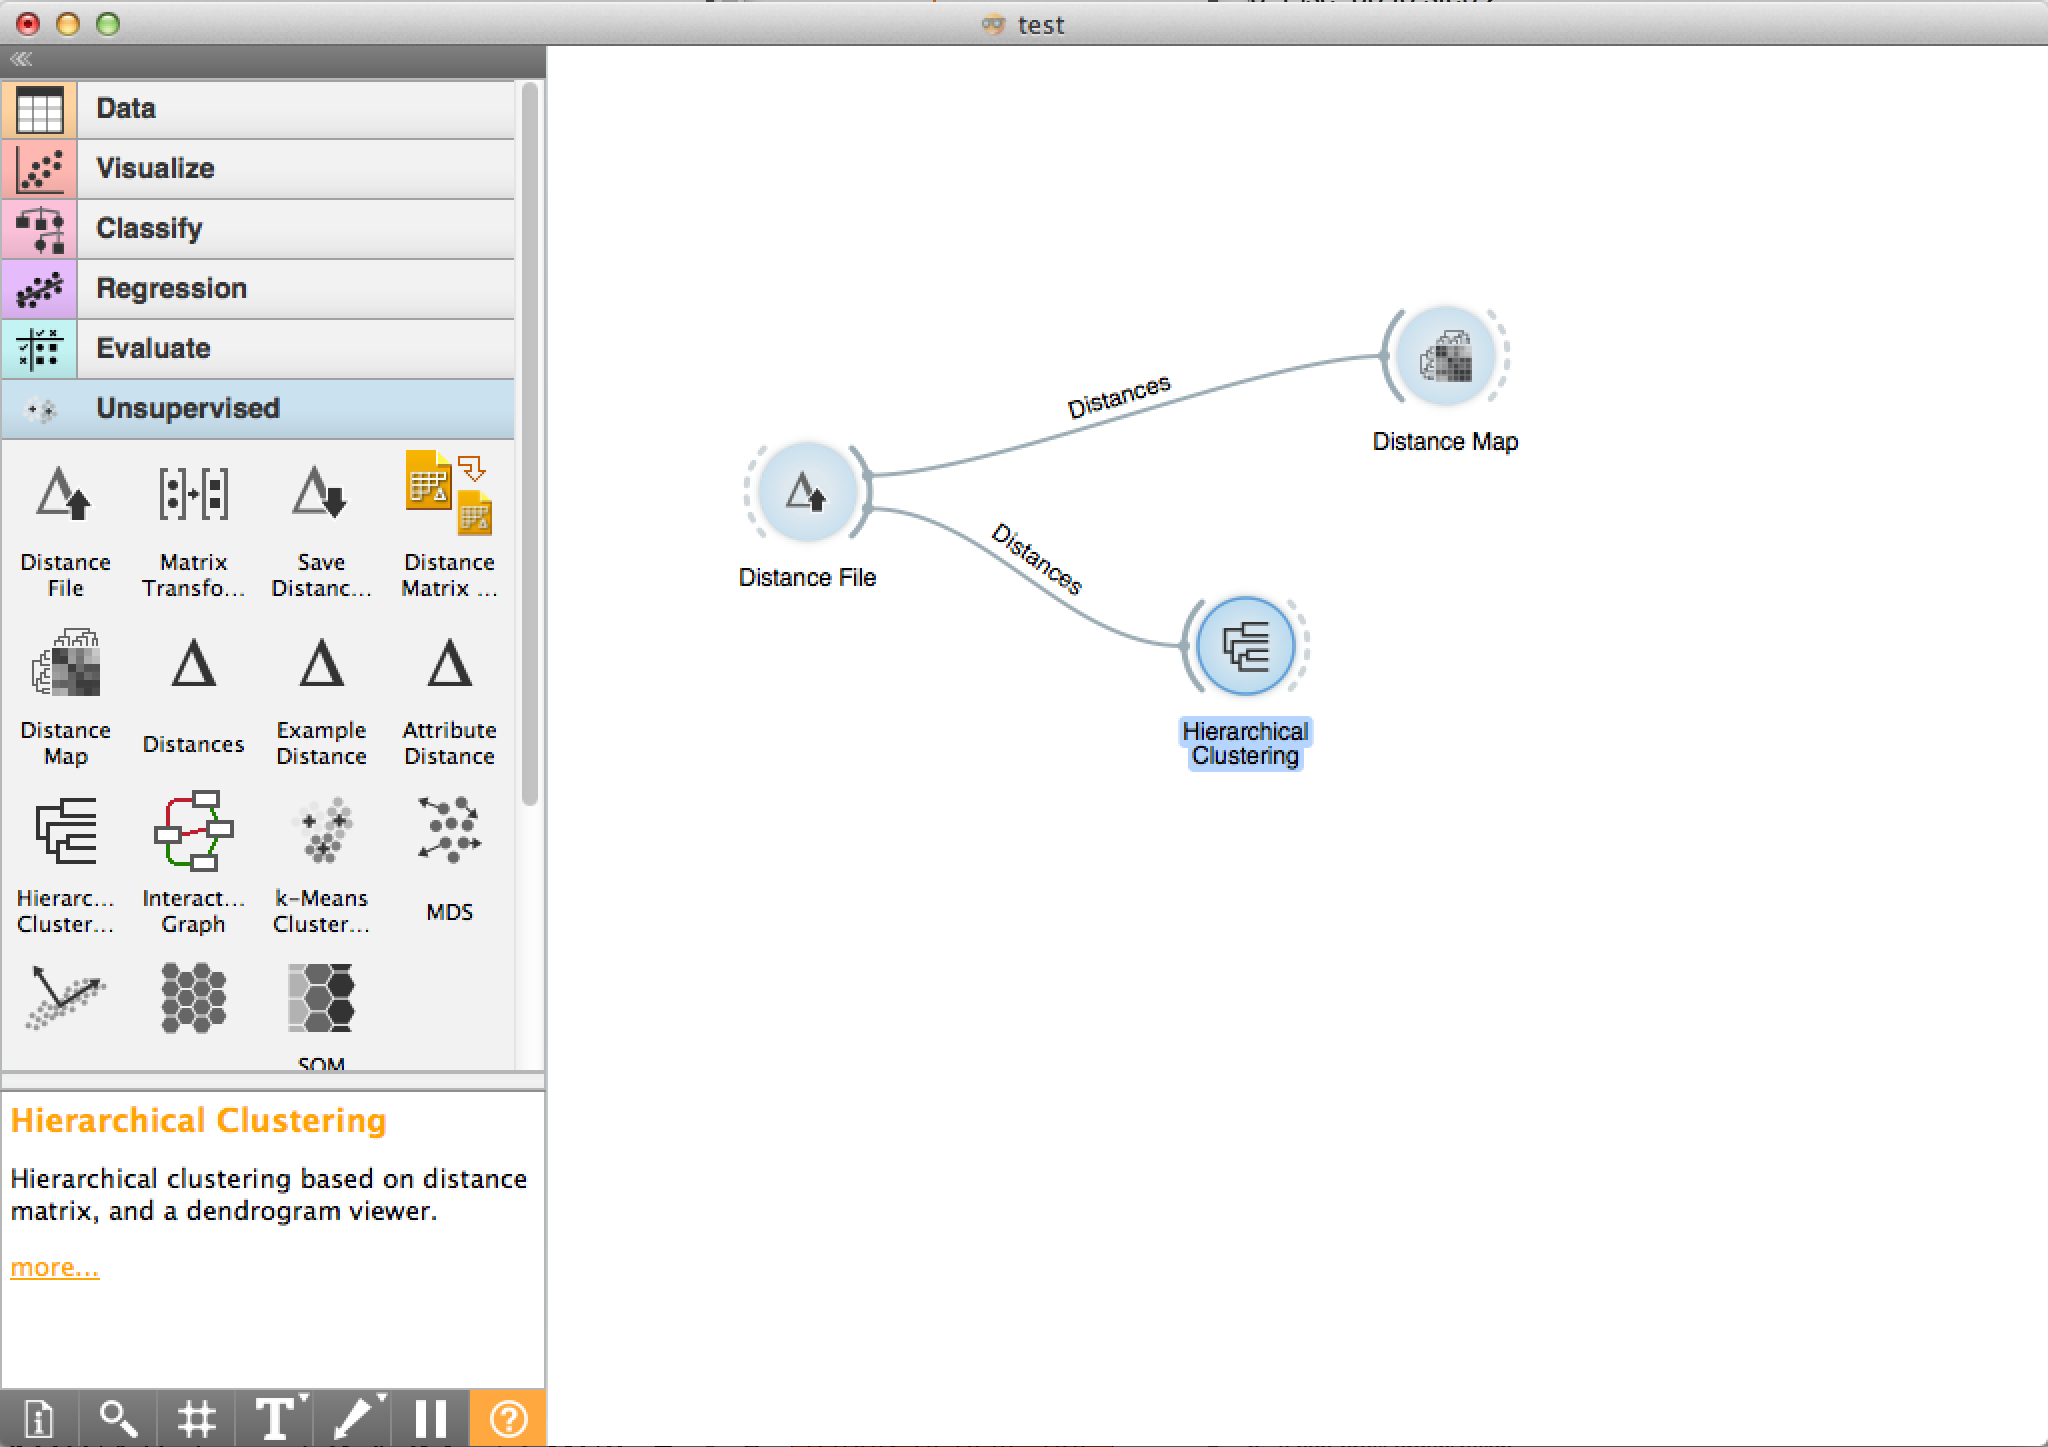 test
Data
Visualize
Classify
Regression
Evaluate
Unsupervised
Distance File
Matrix Transfo...
Save Distanc...
Distance Matrix ...
Distance Map
Distances
Example Distance
Attribute Distance
Hierarc... Cluster...
Interact... Graph
k-Means Cluster...
MDS
SOM
Hierarchical Clustering
Hierarchical clustering based on distance
matrix, and a dendrogram viewer.
more...
Distances
Distance Map
Distance File
Distances
Hierarchical
Clustering